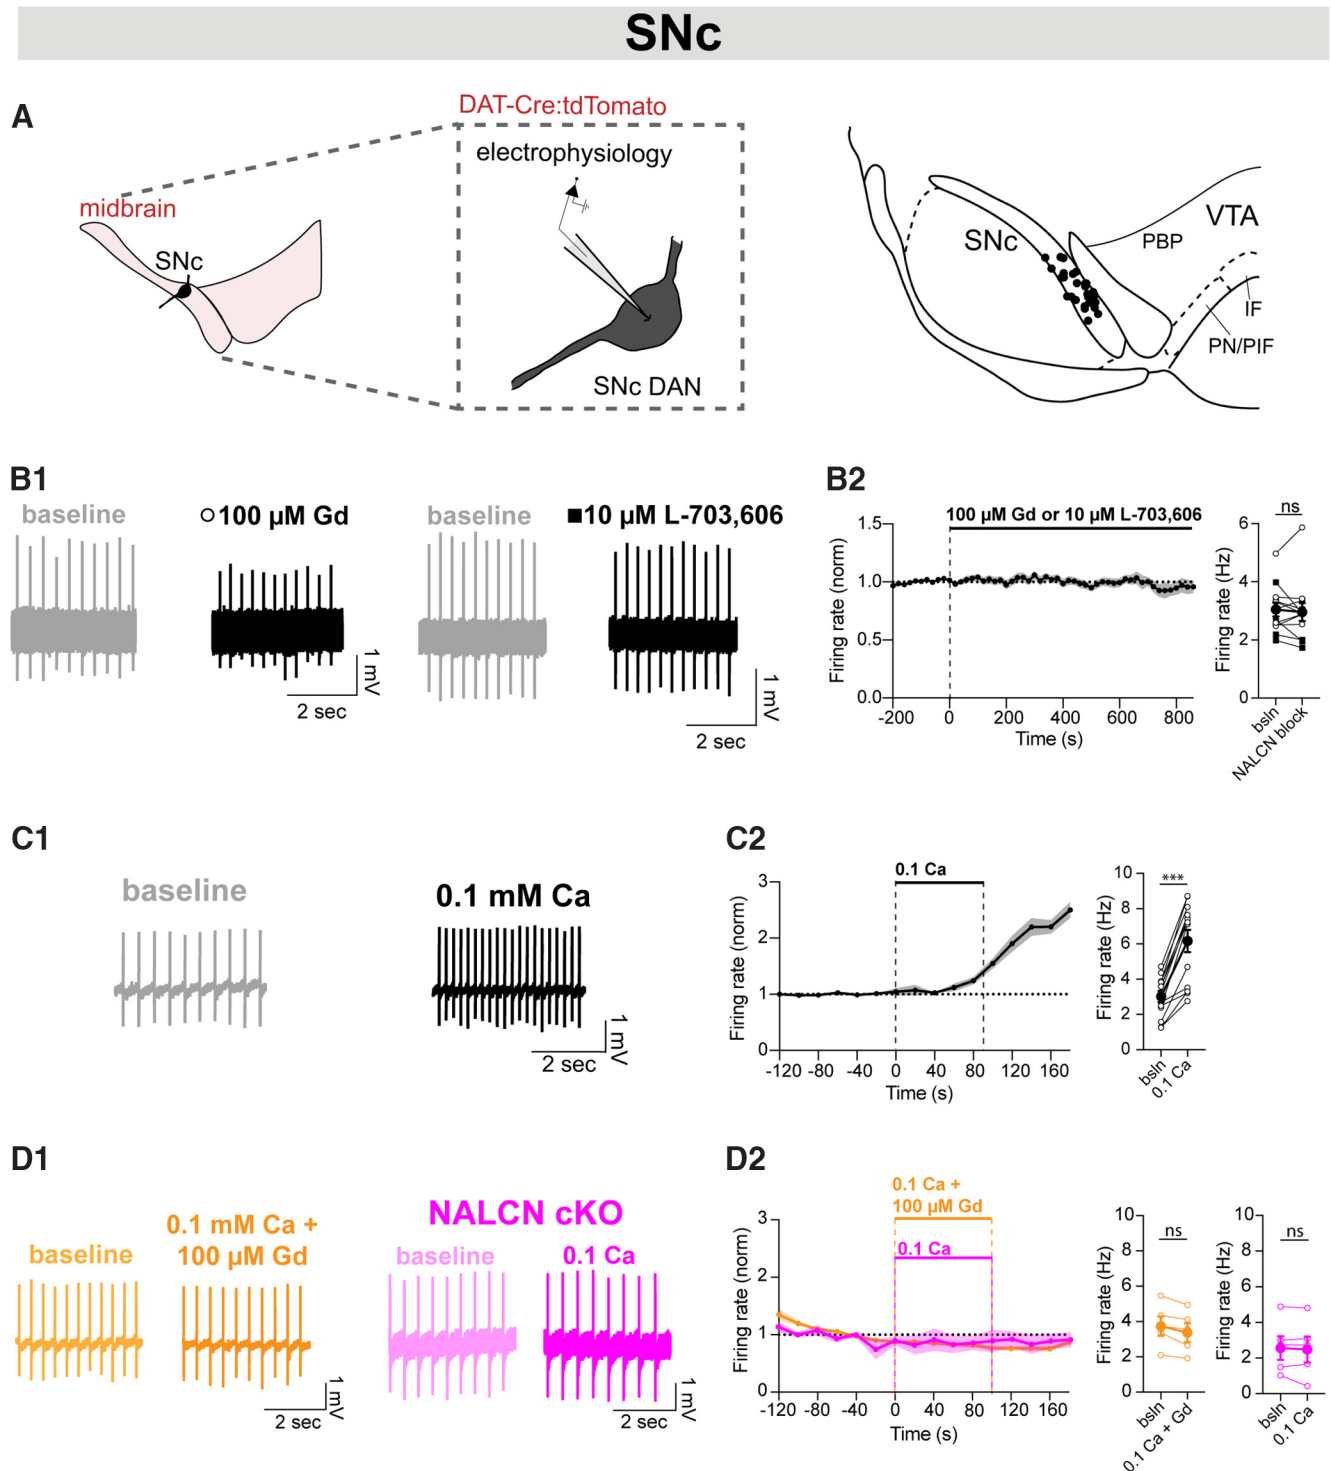 SNc
A
DAT-Cre:tdTomato
electrophysiology
midbrain
SNc
SNc DAN
SNc
VTA
PBP
IF
PN/PIF
B1
baseline
100 µM Gd
1 mV
2 sec
baseline
10 µM L-703,606
1 mV
2 sec
B2
100 µM Gd or 10 µM L-703,606
Firing rate (norm)
1.5
1.0
0.5
0.0
-200 0 200 400 600 800
Time (s)
ns
Firing rate (Hz)
6
4
2
0
bsln
NALCN block
C1
baseline
0.1 mM Ca
1 mV
2 sec
C2
0.1 Ca
Firing rate (norm)
3
2
1
0
-120 -80 -40 0 40 80 120 160
Time (s)
***
Firing rate (Hz)
10
8
6
4
2
0
bsln
0.1 Ca
D1
baseline
0.1 mM Ca +
100 µM Gd
1 mV
2 sec
NALCN cKO
baseline
0.1 Ca
1 mV
2 sec
D2
0.1 Ca +
100 µM Gd
0.1 Ca
Firing rate (norm)
3
2
1
0
-120 -80 -40 0 40 80 120 160
Time (s)
ns
Firing rate (Hz)
10
8
6
4
2
0
bsln
0.1 Ca + Gd
ns
Firing rate (Hz)
10
8
6
4
2
0
bsln
0.1 Ca